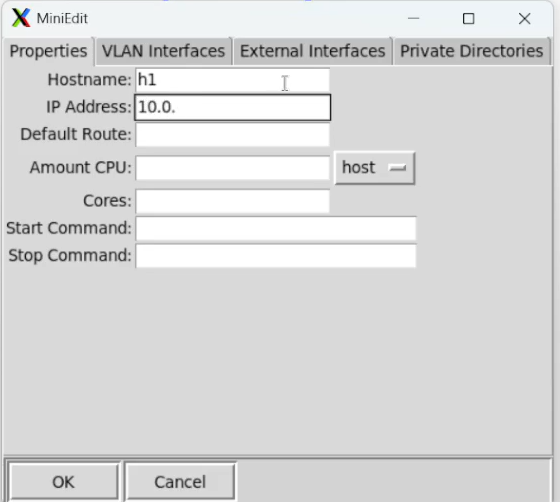 MiniEdit
Properties VLAN Interfaces External Interfaces Private Directories
Hostname: h1
IP Address: 10.0.
Default Route:
Amount CPU: host
Cores:
Start Command:
Stop Command:
OK Cancel